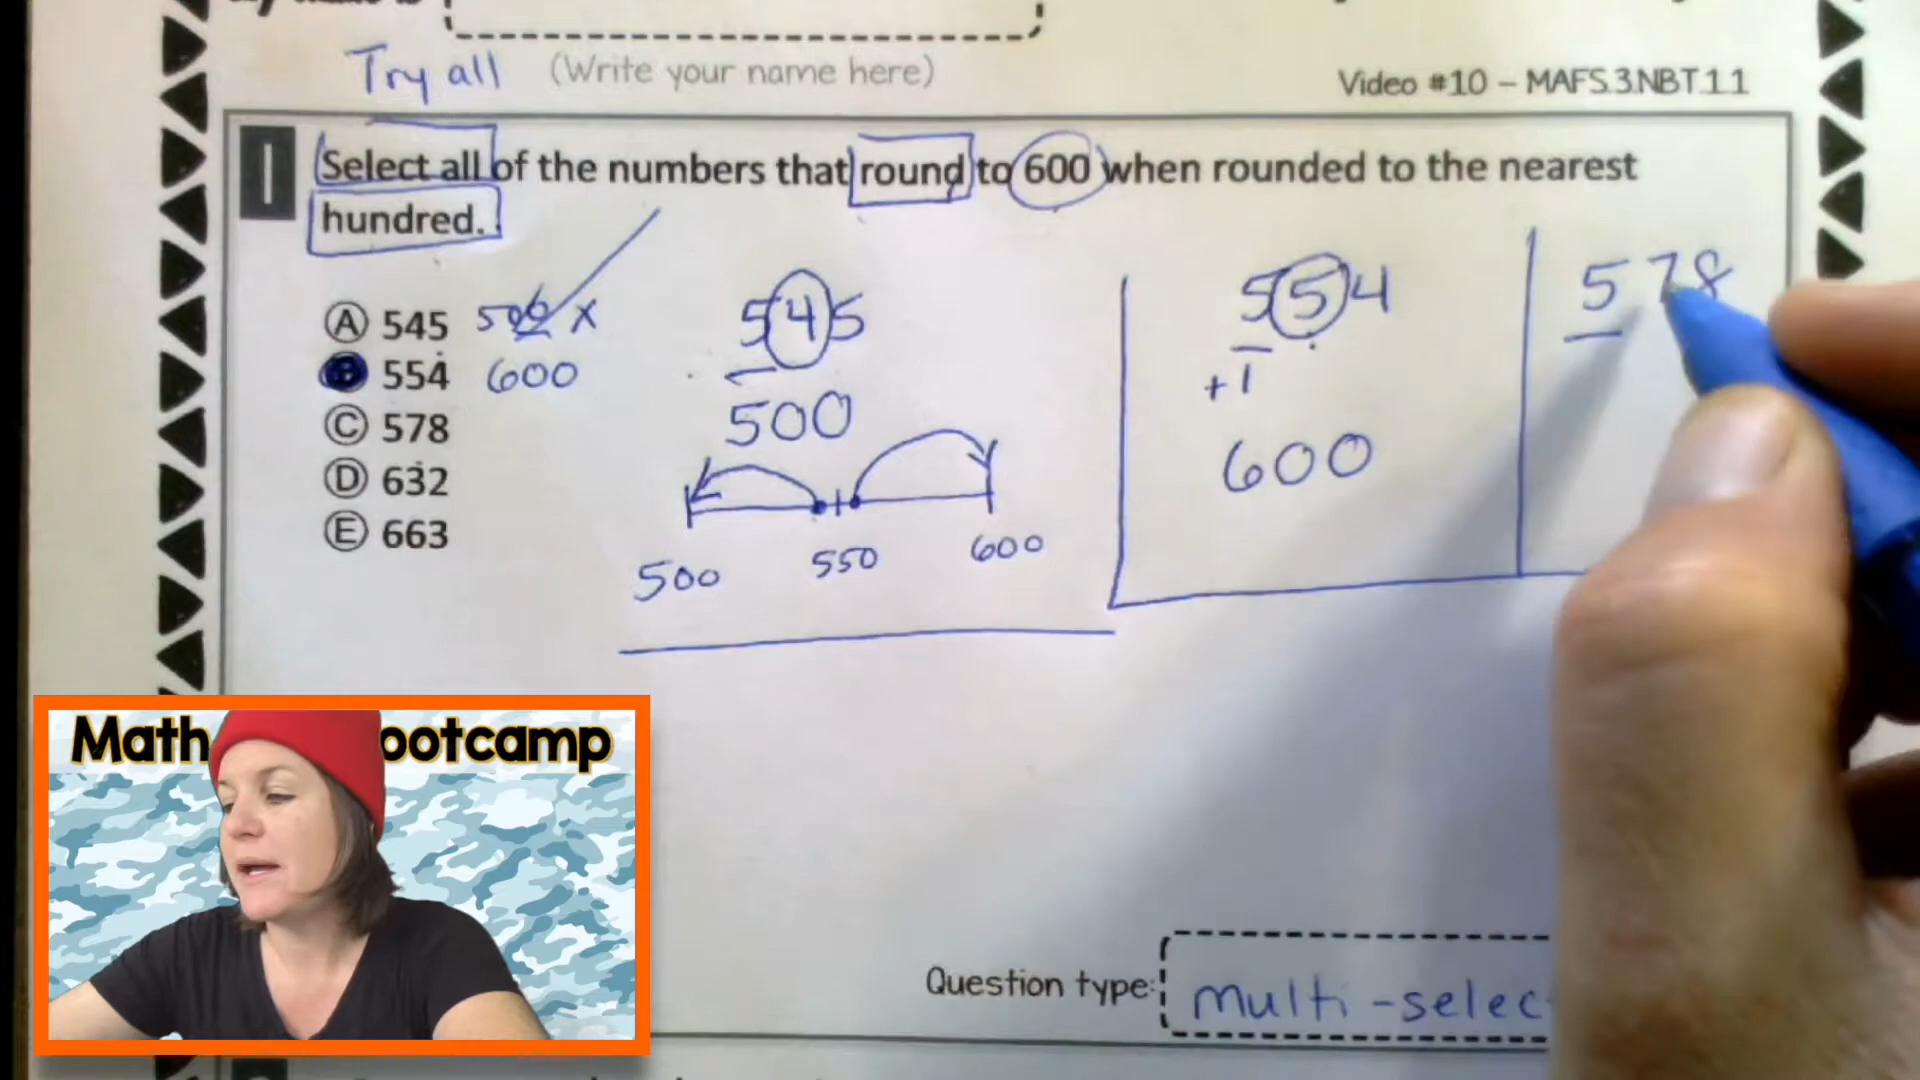 Try all (Write your name here)
Video #10 – MAFS.3.NBT.1.1
1 Select all of the numbers that round to 600 when rounded to the nearest
hundred.
A 545 500 X
B 554 600
C 578
D 632
E 663
545
500
500 550 600
554
+1
600
578
Math ootcamp
Question type: multi-selec